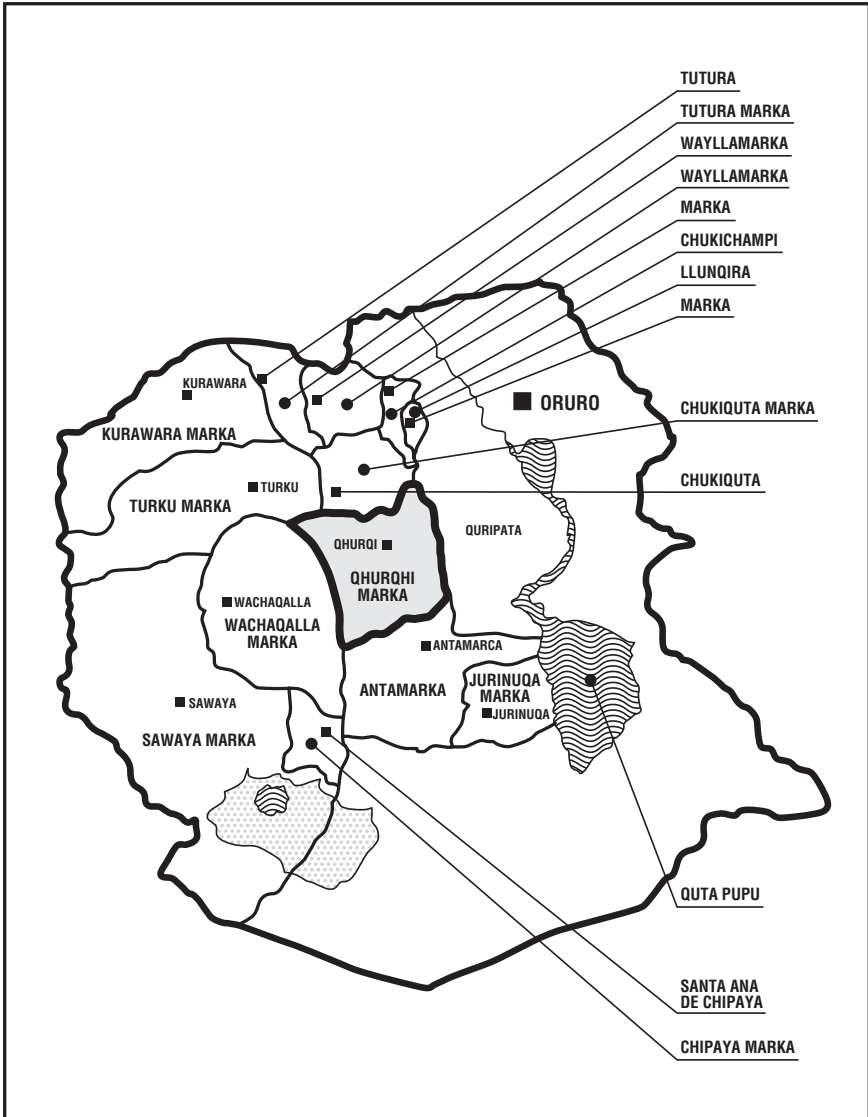 TUTURA
TUTURA MARKA
WAYLLAMARKA
WAYLLAMARKA
MARKA
CHUKICHAMPI
LLUNQIRA
MARKA
KURAWARA
ORURO
CHUKIQUTA MARKA
KURAWARA MARKA
TURKU
CHUKIQUTA
TURKU MARKA
QURIPATA
QHURQI
QHURQHI
MARKA
WACHAQALLA
WACHAQALLA
MARKA
ANTAMARCA
JURINUQA
MARKA
ANTAMARKA
SAWAYA
JURINUQA
SAWAYA MARKA
QUTA PUPU
SANTA ANA
DE CHIPAYA
CHIPAYA MARKA